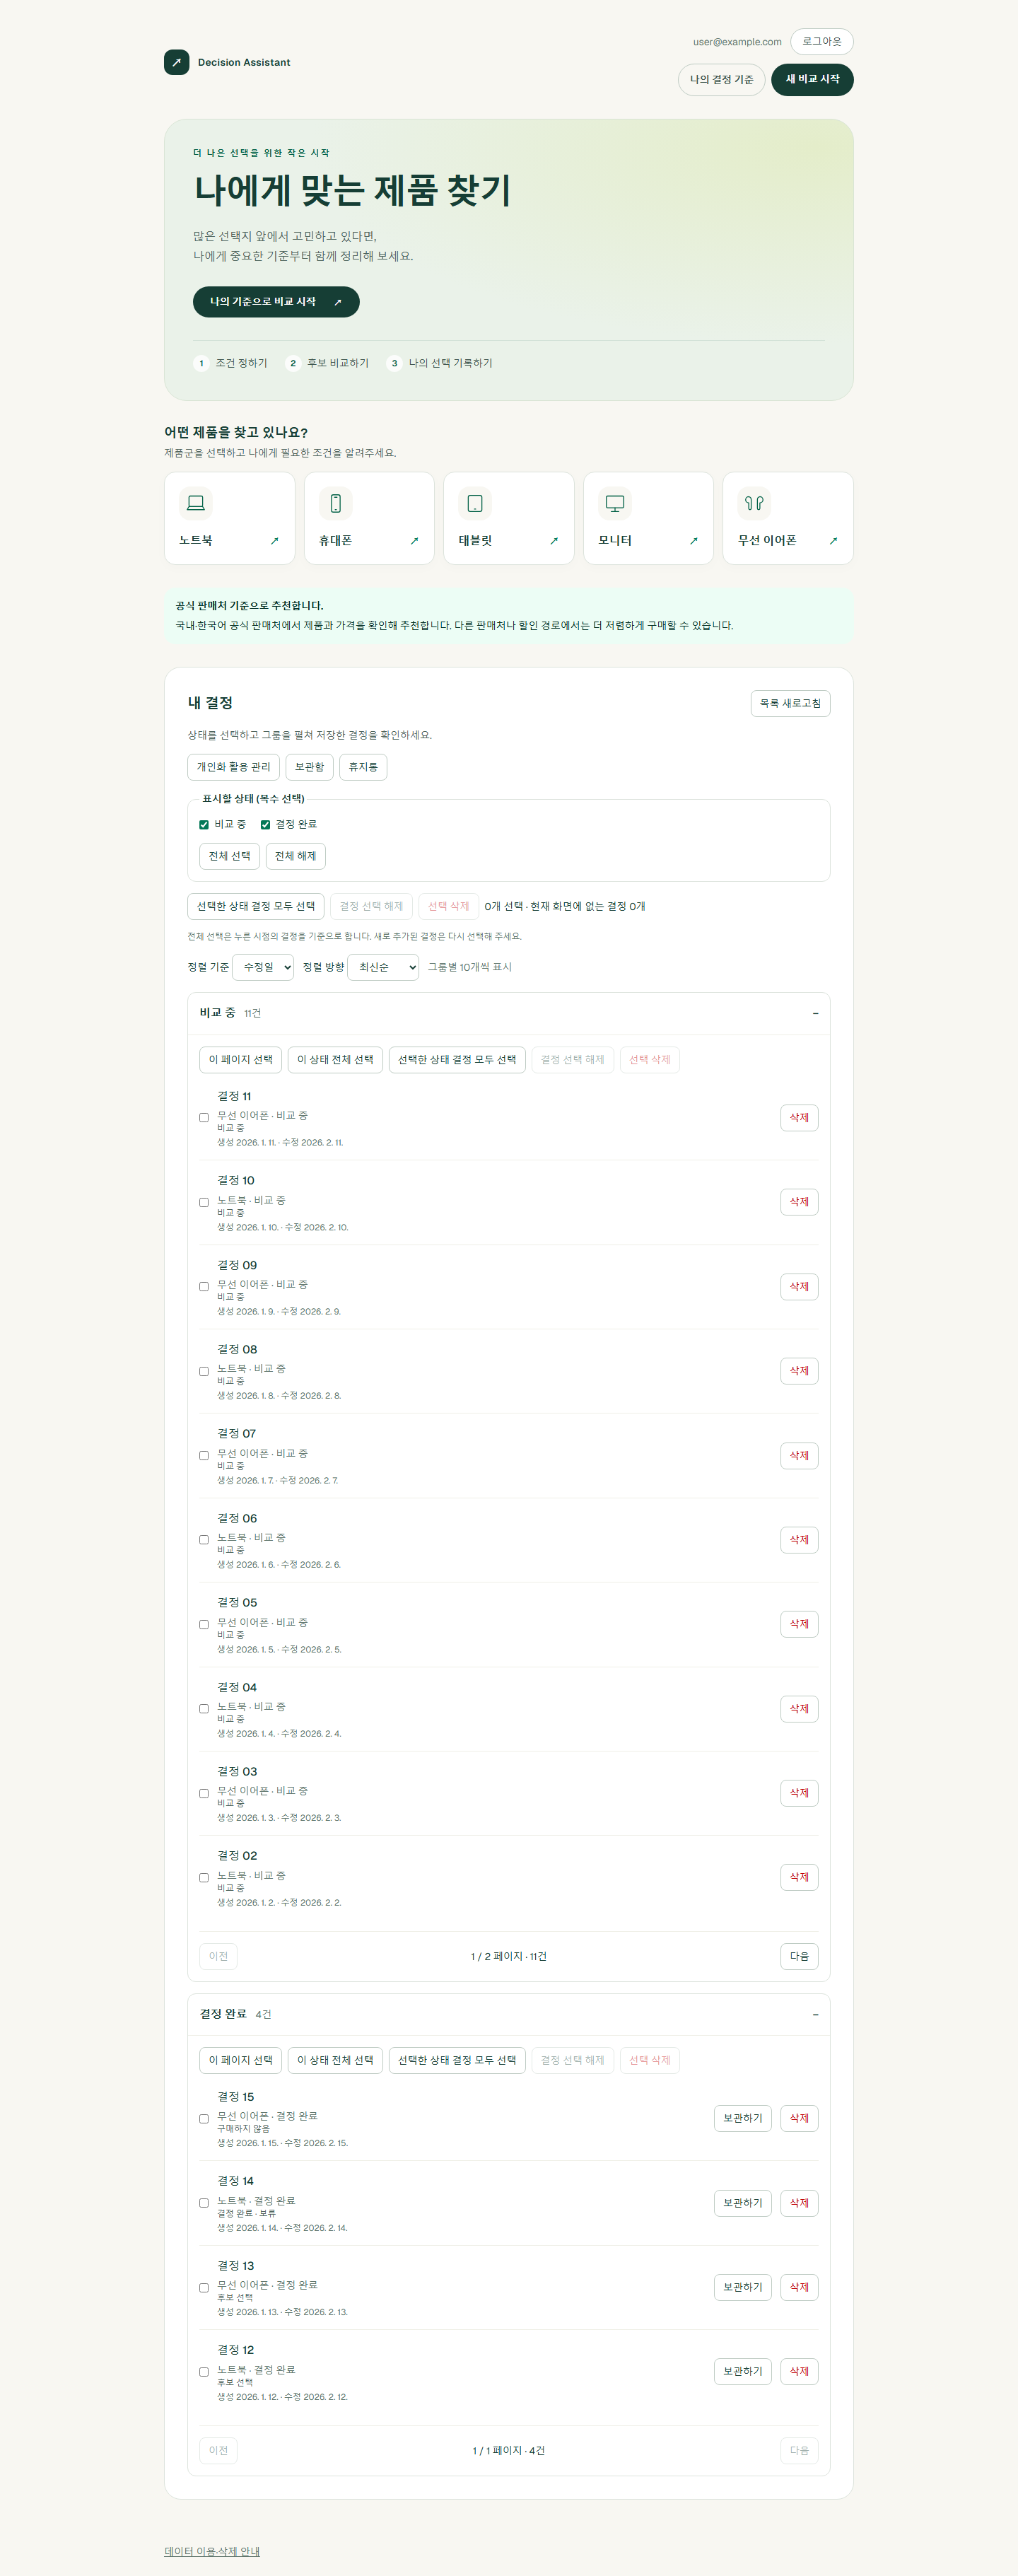 Decision Assistant
user@example.com
로그아웃
나의 결정 기준
새 비교 시작
더 나은 선택을 위한 작은 시작
나에게 맞는 제품 찾기
많은 선택지 앞에서 고민하고 있다면,
나에게 중요한 기준부터 함께 정리해 보세요.
나의 기준으로 비교 시작 ↗
1 조건 정하기 2 후보 비교하기 3 나의 선택 기록하기
어떤 제품을 찾고 있나요?
제품군을 선택하고 나에게 필요한 조건을 알려주세요.
노트북 ↗
휴대폰 ↗
태블릿 ↗
모니터 ↗
무선 이어폰 ↗
공식 판매처 기준으로 추천합니다.
국내·한국어 공식 판매처에서 제품과 가격을 확인해 추천합니다. 다른 판매처나 할인 경로에서는 더 저렴하게 구매할 수 있습니다.
내 결정
목록 새로고침
상태를 선택하고 그룹을 펼쳐 저장한 결정을 확인하세요.
개인화 활용 관리 보관함 휴지통
표시할 상태 (복수 선택)
비교 중 결정 완료
전체 선택 전체 해제
선택한 상태 결정 모두 선택 결정 선택 해제 선택 삭제 0개 선택 · 현재 화면에 없는 결정 0개
전체 선택은 누른 시점의 결정을 기준으로 합니다. 새로 추가된 결정은 다시 선택해 주세요.
정렬 기준 수정일 정렬 방향 최신순 그룹별 10개씩 표시
비교 중 11건 −
이 페이지 선택 이 상태 전체 선택 선택한 상태 결정 모두 선택 결정 선택 해제 선택 삭제
결정 11
무선 이어폰 · 비교 중
비교 중
생성 2026. 1. 11. · 수정 2026. 2. 11.
삭제
결정 10
노트북 · 비교 중
비교 중
생성 2026. 1. 10. · 수정 2026. 2. 10.
삭제
결정 09
무선 이어폰 · 비교 중
비교 중
생성 2026. 1. 9. · 수정 2026. 2. 9.
삭제
결정 08
노트북 · 비교 중
비교 중
생성 2026. 1. 8. · 수정 2026. 2. 8.
삭제
결정 07
무선 이어폰 · 비교 중
비교 중
생성 2026. 1. 7. · 수정 2026. 2. 7.
삭제
결정 06
노트북 · 비교 중
비교 중
생성 2026. 1. 6. · 수정 2026. 2. 6.
삭제
결정 05
무선 이어폰 · 비교 중
비교 중
생성 2026. 1. 5. · 수정 2026. 2. 5.
삭제
결정 04
노트북 · 비교 중
비교 중
생성 2026. 1. 4. · 수정 2026. 2. 4.
삭제
결정 03
무선 이어폰 · 비교 중
비교 중
생성 2026. 1. 3. · 수정 2026. 2. 3.
삭제
결정 02
노트북 · 비교 중
비교 중
생성 2026. 1. 2. · 수정 2026. 2. 2.
삭제
이전 1 / 2 페이지 · 11건 다음
결정 완료 4건 −
이 페이지 선택 이 상태 전체 선택 선택한 상태 결정 모두 선택 결정 선택 해제 선택 삭제
결정 15
무선 이어폰 · 결정 완료
구매하지 않음
생성 2026. 1. 15. · 수정 2026. 2. 15.
보관하기 삭제
결정 14
노트북 · 결정 완료
결정 완료 · 보류
생성 2026. 1. 14. · 수정 2026. 2. 14.
보관하기 삭제
결정 13
무선 이어폰 · 결정 완료
후보 선택
생성 2026. 1. 13. · 수정 2026. 2. 13.
보관하기 삭제
결정 12
노트북 · 결정 완료
후보 선택
생성 2026. 1. 12. · 수정 2026. 2. 12.
보관하기 삭제
이전 1 / 1 페이지 · 4건 다음
데이터 이용·삭제 안내